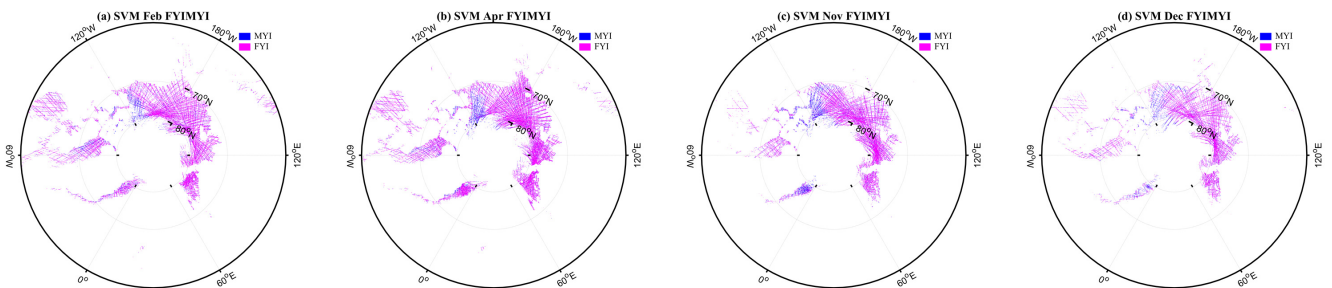 (a) SVM Feb FYIMYI
120°W
180°W
MYI
FYI
70°N
80°N
60°W
120°E
0°
60°E
(b) SVM Apr FYIMYI
120°W
180°W
MYI
FYI
70°N
80°N
60°W
120°E
0°
60°E
(c) SVM Nov FYIMYI
120°W
180°W
MYI
FYI
70°N
80°N
60°W
120°E
0°
60°E
(d) SVM Dec FYIMYI
120°W
180°W
MYI
FYI
70°N
80°N
60°W
120°E
0°
60°E